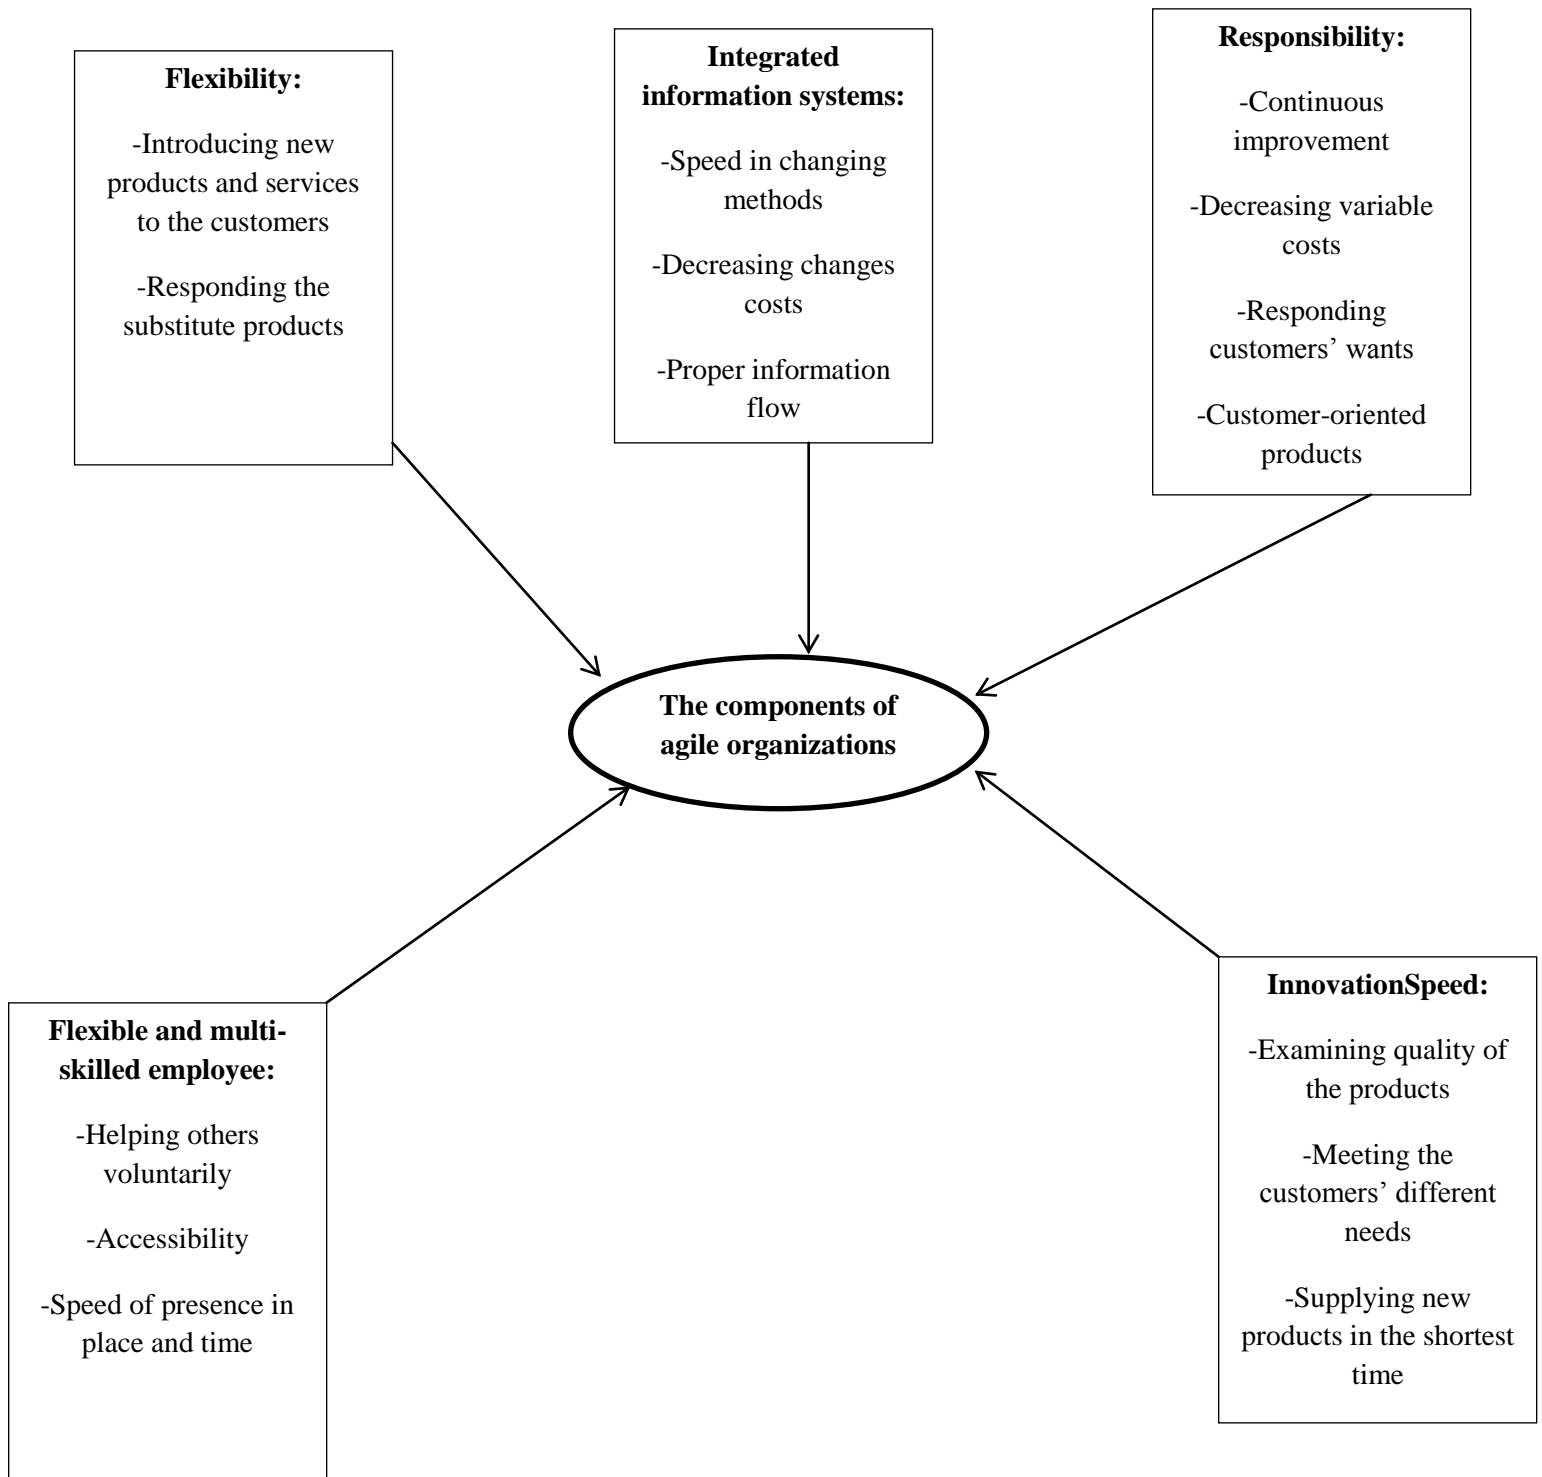 Flexibility:
-Introducing new
products and services
to the customers
-Responding the
substitute products
Integrated
information systems:
-Speed in changing
methods
-Decreasing changes
costs
-Proper information
flow
Responsibility:
-Continuous
improvement
-Decreasing variable
costs
-Responding
customers’ wants
-Customer-oriented
products
The components of
agile organizations
Flexible and multi-
skilled employee:
-Helping others
voluntarily
-Accessibility
-Speed of presence in
place and time
InnovationSpeed:
-Examining quality of
the products
-Meeting the
customers’ different
needs
-Supplying new
products in the shortest
time